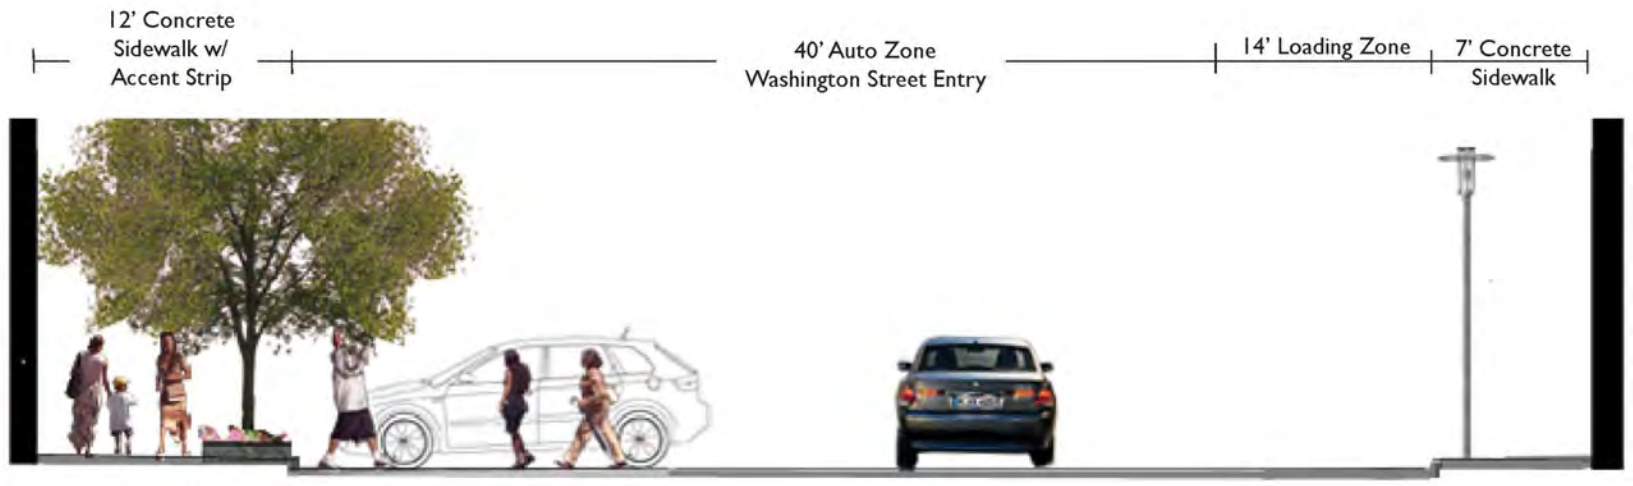 12' Concrete
Sidewalk w/
Accent Strip
40' Auto Zone
Washington Street Entry
14' Loading Zone
7' Concrete
Sidewalk